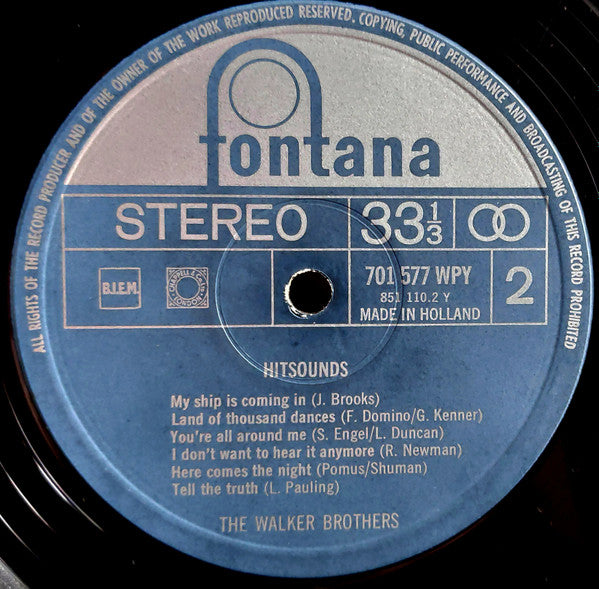 ALL RIGHTS OF THE RECORD PRODUCER AND OF THE OWNER OF THE WORK REPRODUCED RESERVED. COPYING, PUBLIC PERFORMANCE AND BROADCASTING OF THIS RECORD PROHIBITED
fontana
STEREO 33 1/3
B.I.E.M. 701 577 WPY 2
851 110.2 Y
MADE IN HOLLAND
HITSOUNDS
My ship is coming in (J. Brooks)
Land of thousand dances (F. Domino/G. Kenner)
You're all around me (S. Engel/L. Duncan)
I don't want to hear it anymore (R. Newman)
Here comes the night (Pomus/Shuman)
Tell the truth (L. Pauling)
THE WALKER BROTHERS